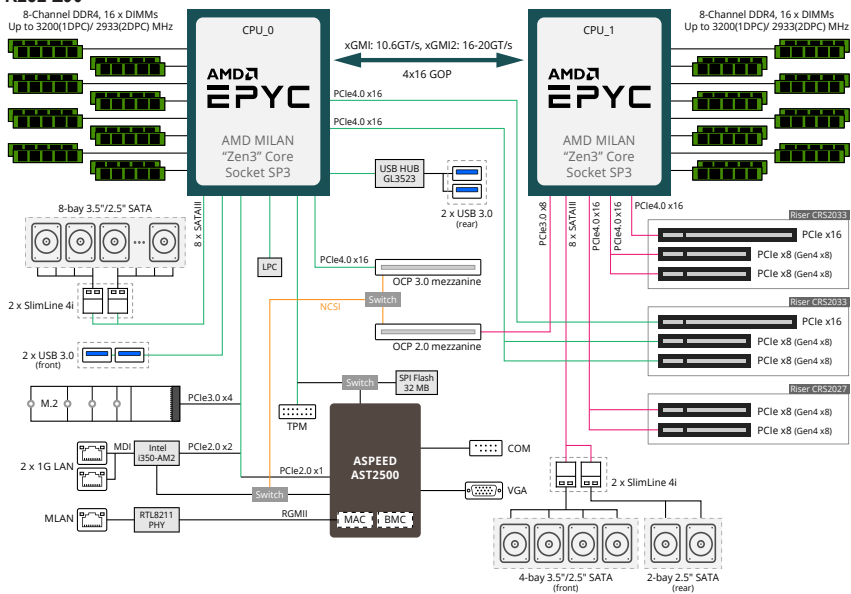 8-Channel DDR4, 16 x DIMMs
Up to 3200(1DPC)/ 2933(2DPC) MHz
CPU_0
AMD
EPYC
AMD MILAN
"Zen3" Core
Socket SP3
xGMI: 10.6GT/s, xGMI2: 16-20GT/s
4x16 GOP
CPU_1
AMD
EPYC
AMD MILAN
"Zen3" Core
Socket SP3
8-Channel DDR4, 16 x DIMMs
Up to 3200(1DPC)/ 2933(2DPC) MHz
PCIe4.0 x16
PCIe4.0 x16
USB HUB
GL3523
2 x USB 3.0
(rear)
8-bay 3.5"/2.5" SATA
8 x SATAIII
2 x SlimLine 4i
LPC
PCIe4.0 x16
OCP 3.0 mezzanine
Switch
NCSI
OCP 2.0 mezzanine
PCIe3.0 x8
8 x SATAIII
PCIe4.0 x16
PCIe4.0 x16
PCIe4.0 x16
Riser CRS2033
PCIe x16
PCIe x8 (Gen4 x8)
PCIe x8 (Gen4 x8)
Riser CRS2033
PCIe x16
PCIe x8 (Gen4 x8)
PCIe x8 (Gen4 x8)
Riser CRS2027
PCIe x8 (Gen4 x8)
PCIe x8 (Gen4 x8)
2 x USB 3.0
(front)
M.2
PCIe3.0 x4
Switch
SPI Flash
32 MB
TPM
2 x 1G LAN
MDI
Intel
i350-AM2
PCIe2.0 x2
PCIe2.0 x1
Switch
ASPEED
AST2500
MAC
BMC
COM
VGA
MLAN
RTL8211
PHY
RGMII
2 x SlimLine 4i
4-bay 3.5"/2.5" SATA
(front)
2-bay 2.5" SATA
(rear)